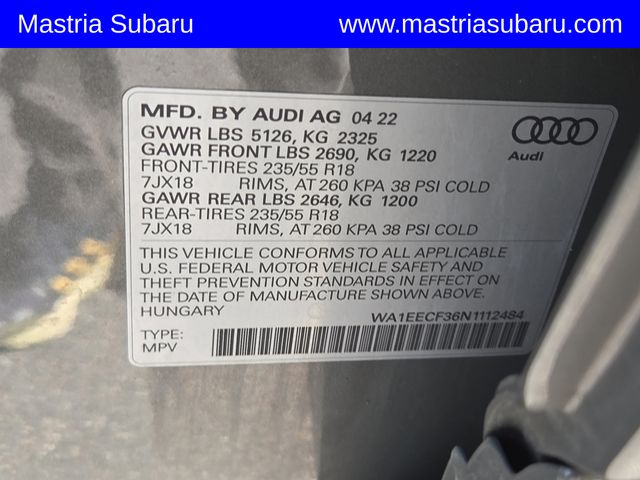 Mastria Subaru www.mastriasubaru.com
MFD. BY AUDI AG 04 22
GVWR LBS 5126, KG 2325
GAWR FRONT LBS 2690, KG 1220
FRONT-TIRES 235/55 R18
7JX18 RIMS, AT 260 KPA 38 PSI COLD
GAWR REAR LBS 2646, KG 1200
REAR-TIRES 235/55 R18
7JX18 RIMS, AT 260 KPA 38 PSI COLD
Audi
THIS VEHICLE CONFORMS TO ALL APPLICABLE
U.S. FEDERAL MOTOR VEHICLE SAFETY AND
THEFT PREVENTION STANDARDS IN EFFECT ON
THE DATE OF MANUFACTURE SHOWN ABOVE.
HUNGARY WA1EECF36N1112484
TYPE:
MPV